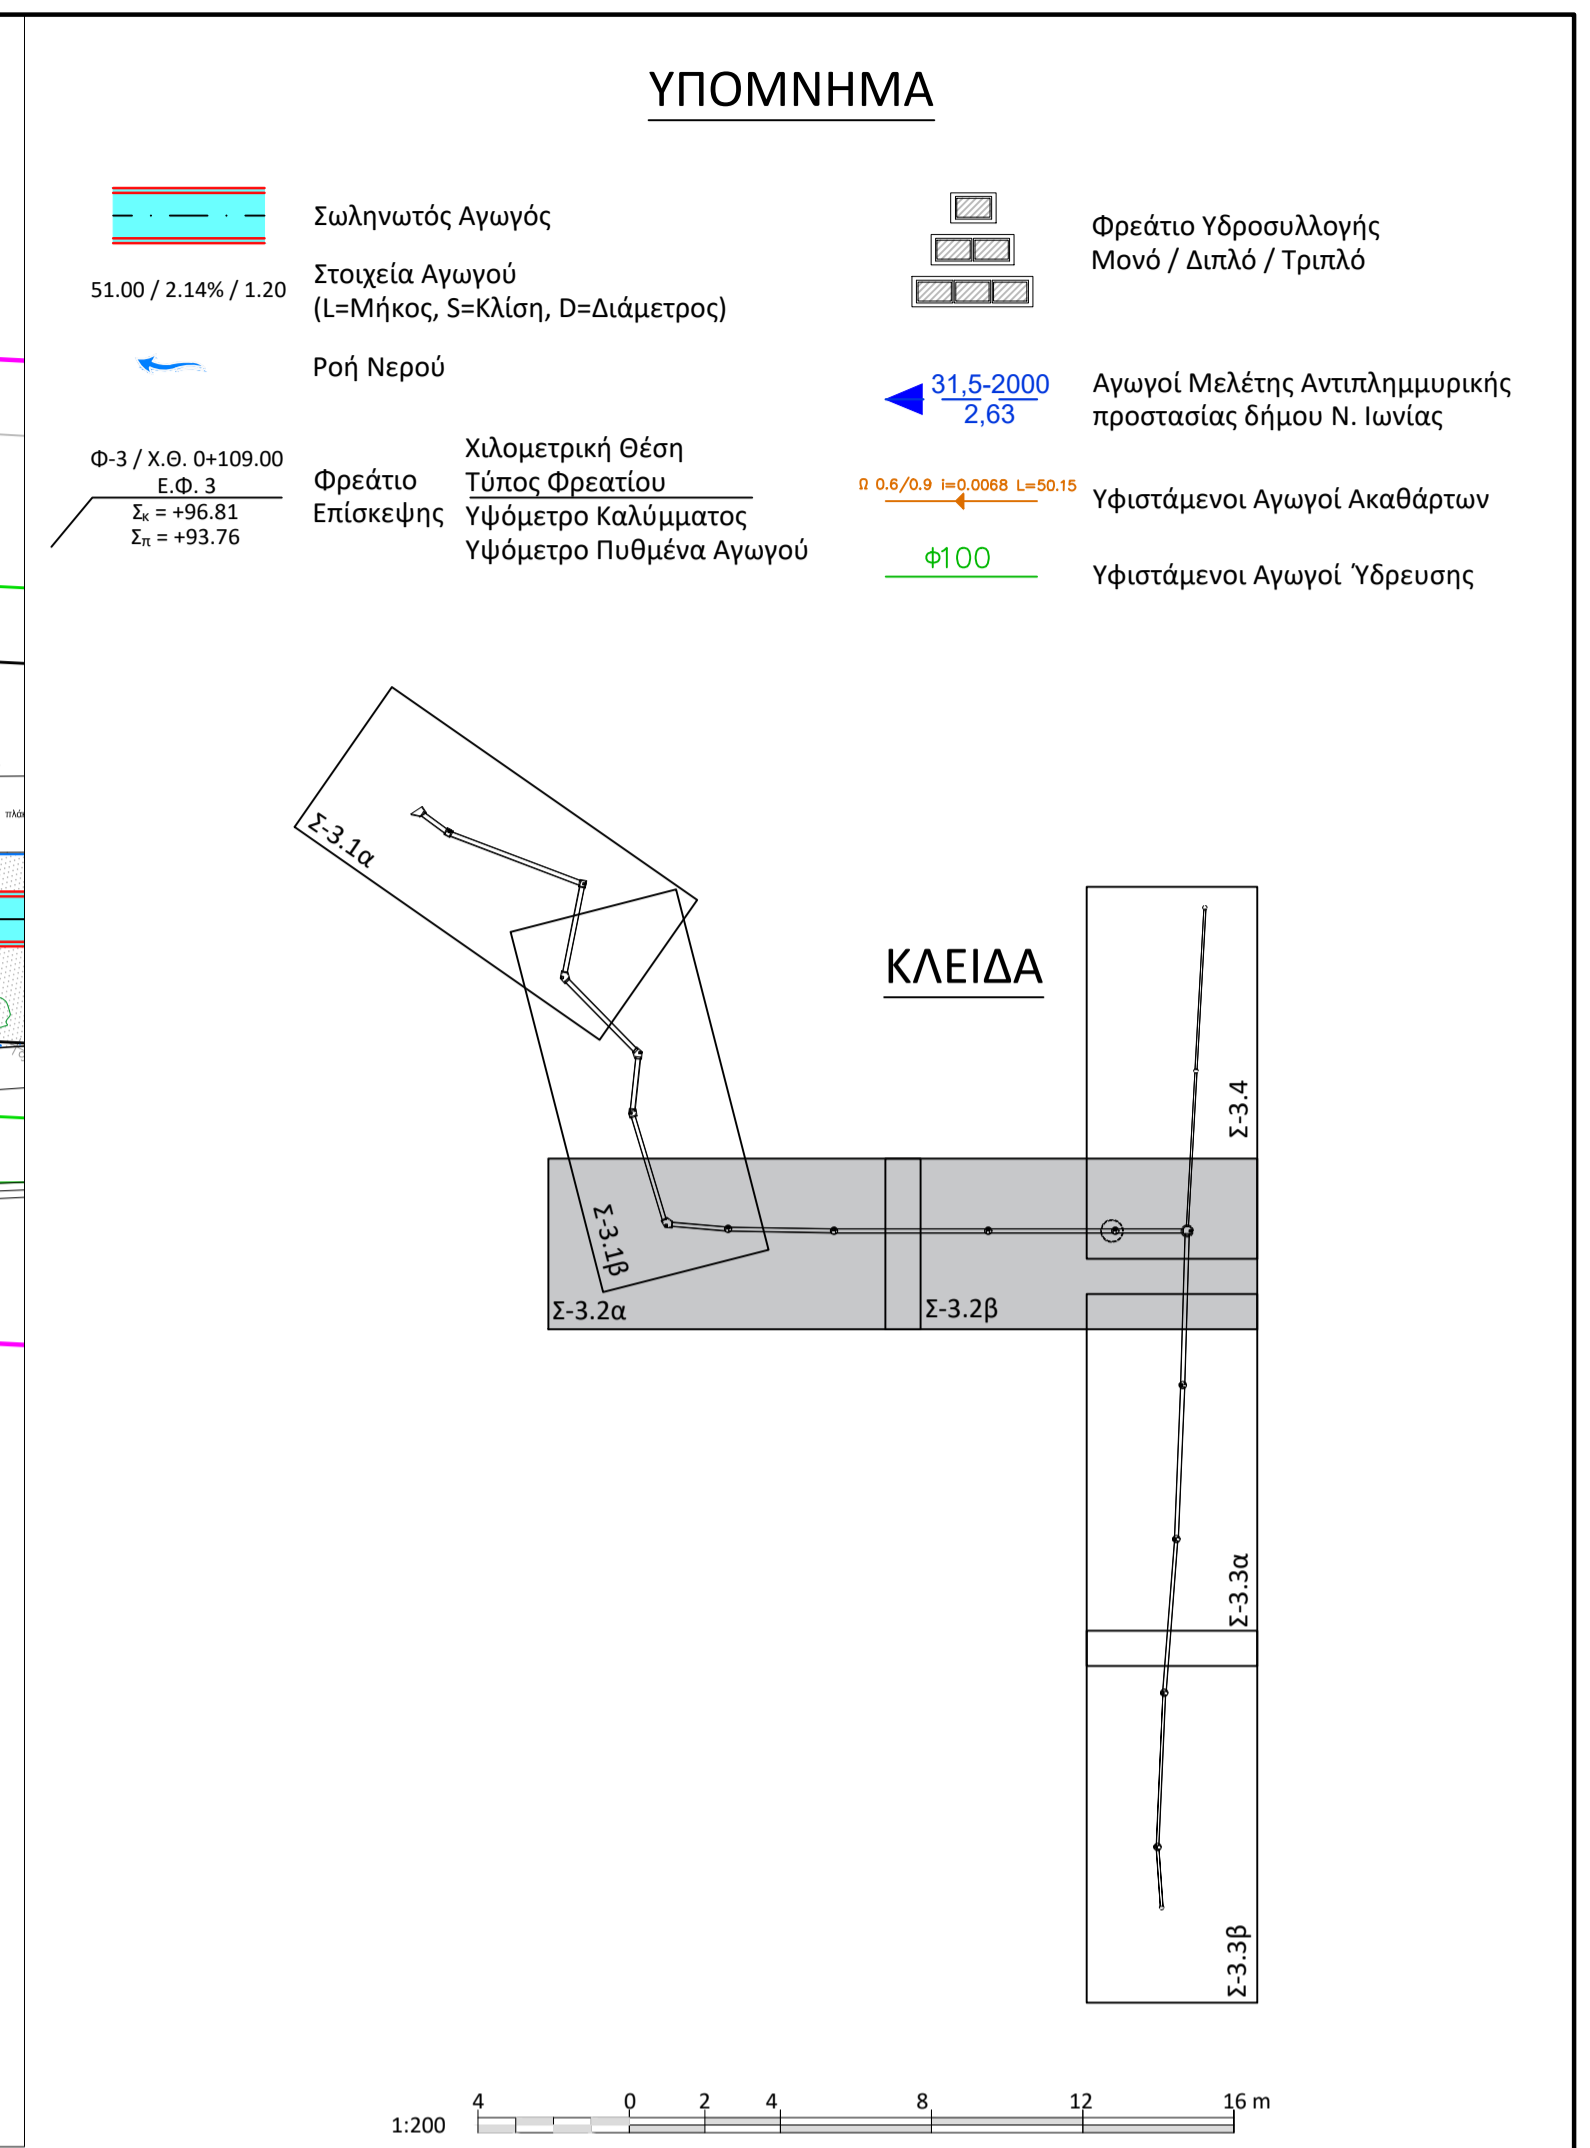 ΥΠΟΜΝΗΜΑ
Σωληνωτός Αγωγός
51.00 / 2.14% / 1.20
Στοιχεία Αγωγού
(L=Μήκος, S=Κλίση, D=Διάμετρος)
Ροή Νερού
Φ-3 / Χ.Θ. 0+109.00
Ε.Φ. 3
Σκ = +96.81
Σπ = +93.76
Φρεάτιο
Επίσκεψης
Χιλομετρική Θέση
Τύπος Φρεατίου
Υψόμετρο Καλύμματος
Υψόμετρο Πυθμένα Αγωγού
Φρεάτιο Υδροσυλλογής
Μονό / Διπλό / Τριπλό
31,5-2000
2,63
Αγωγοί Μελέτης Αντιπλημμυρικής
προστασίας δήμου Ν. Ιωνίας
Ω 0.6/0.9 i=0.0068 L=50.15
Υφιστάμενοι Αγωγοί Ακαθάρτων
Φ100
Υφιστάμενοι Αγωγοί Ύδρευσης
ΚΛΕΙΔΑ
Σ-3.1α
Σ-3.1β
Σ-3.2α
Σ-3.2β
Σ-3.4
Σ-3.3α
Σ-3.3β
1:200
4 0 2 4 8 12 16 m